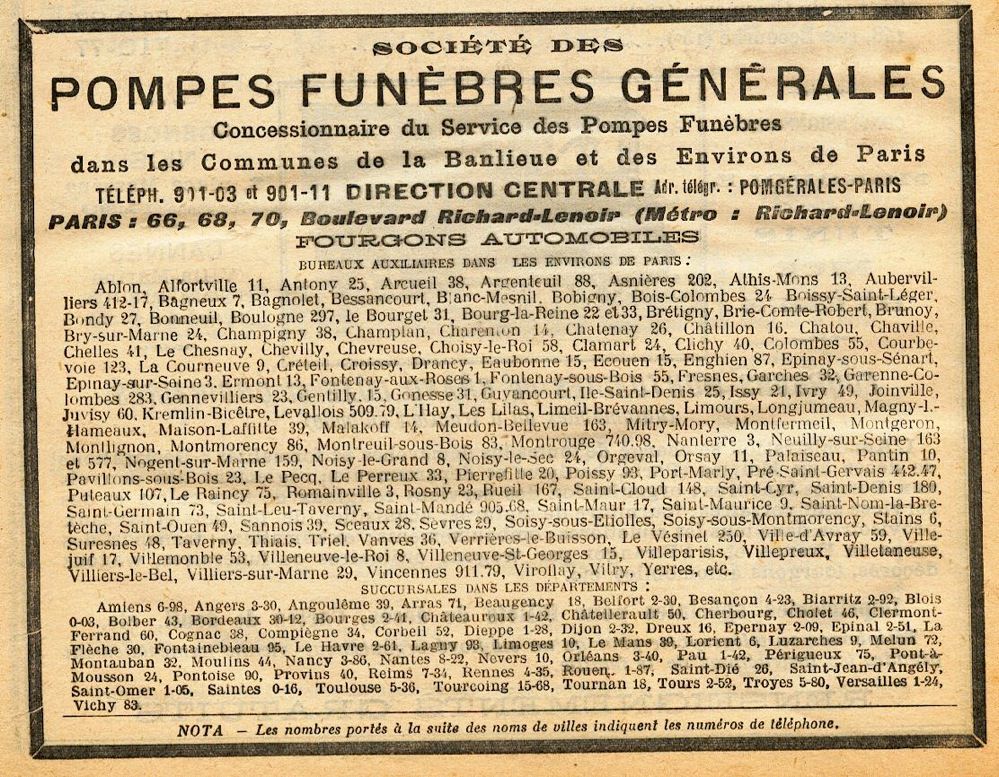 SOCIÉTÉ DES
POMPES FUNÈBRES GÉNÉRALES
Concessionnaire du Service des Pompes Funèbres
dans les Communes de la Banlieue et des Environs de Paris
TÉLÉPH. 901-03 et 901-11 DIRECTION CENTRALE Adr. télégr. : POMGÉRALES-PARIS
PARIS : 66, 68, 70, Boulevard Richard-Lenoir (Métro : Richard-Lenoir)
FOURGONS AUTOMOBILES
BUREAUX AUXILIAIRES DANS LES ENVIRONS DE PARIS :
Ablon, Alfortville 11, Antony 25, Arcueil 38, Argenteuil 88, Asnières 202, Athis-Mons 13, Aubervil-
liers 412-17, Bagneux 7, Bagnolet, Bessancourt, Blanc-Mesnil, Bobigny, Bois-Colombes 24 Boissy-Saint-Léger,
Bondy 27, Bonneuil, Boulogne 297, le Bourget 31, Bourg-la-Reine 22 et 33, Brétigny, Brie-Comte-Robert, Brunoy,
Bry-sur-Marne 24, Champigny 38, Champlan, Charenton 14, Chatenay 26, Châtillon 16. Chatou, Chaville,
Chelles 41, Le Chesnay, Chevilly, Chevreuse, Choisy-le-Roi 58, Clamart 24, Clichy 40, Colombes 55, Courbe-
voie 123, La Courneuve 9, Créteil, Croissy, Drancy, Eaubonne 15, Ecouen 15, Enghien 87, Epinay-sous-Sénart,
Epinay-sur-Seine 3. Ermont 13, Fontenay-aux-Roses 1, Fontenay-sous-Bois 55, Fresnes, Garches 32, Garenne-Co-
lombes 283, Gennevilliers 23, Gentilly. 15, Gonesse 31, Guyancourt, Ile-Saint-Denis 25, Issy 21, Ivry 49, Joinville,
Juvisy 60. Kremlin-Bicêtre, Levallois 509.79, L'Hay, Les Lilas, Limeil-Brévannes, Limours, Longjumeau, Magny-l.-
Hameaux, Maison-Laffitte 39, Malakoff 14, Meudon-Bellevue 163, Mitry-Mory, Montfermeil, Montgeron,
Montlignon, Montmorency 86, Montreuil-sous-Bois 83, Montrouge 740.98, Nanterre 3, Neuilly-sur-Seine 163
et 577, Nogent-sur-Marne 159, Noisy-le-Grand 8, Noisy-le-Sec 24, Orgeval, Orsay 11, Palaiseau, Pantin 10,
Pavillons-sous-Bois 23, Le Pecq, Le Perreux 33, Pierrefitte 20, Poissy 93, Port-Marly, Pré-Saint-Gervais 442.47,
Puteaux 107, Le Raincy 75, Romainville 3, Rosny 23, Rueil 167, Saint-Cloud 148, Saint-Cyr, Saint-Denis 180,
Saint-Germain 73, Saint-Leu-Taverny, Saint-Mandé 905.68, Saint-Maur 17, Saint-Maurice 9, Saint-Nom-la-Bre-
tèche, Saint-Ouen 49, Sannois 39, Sceaux 28, Sèvres 29, Soisy-sous-Etiolles, Soisy-sous-Montmorency, Stains 6,
Suresnes 48, Taverny, Thiais, Triel, Vanves 36, Verrières-le-Buisson, Le Vésinet 250, Ville-d'Avray 59, Ville-
juif 17, Villemonble 53, Villeneuve-le-Roi 8, Villeneuve-St-Georges 15, Villeparisis, Villepreux, Villetaneuse,
Villiers-le-Bel, Villiers-sur-Marne 29, Vincennes 911.79, Viroflay, Vitry, Yerres, etc.
SUCCURSALES DANS LES DÉPARTEMENTS :
Amiens 6-98, Angers 3-30, Angoulême 39, Arras 71, Beaugency 18, Belfort 2-30, Besançon 4-23, Biarritz 2-92, Blois
0-03, Bolber 43, Bordeaux 30-12, Bourges 2-41, Châteauroux 1-42, Châtellerault 50, Cherbourg, Cholet 46, Clermont-
Ferrand 60, Cognac 38, Compiègne 34, Corbeil 52, Dieppe 1-28, Dijon 2-32, Dreux 16, Epernay 2-09, Epinal 2-51, La
Flèche 30, Fontainebleau 95, Le Havre 2-61, Lagny 93, Limoges 10, Le Mans 39, Lorient 6, Luzarches 9, Melun 72,
Montauban 32, Moulins 44, Nancy 3-86, Nantes 8-22, Nevers 10, Orléans 3-40, Pau 1-42, Périgueux 75, Pont-à-
Mousson 24, Pontoise 90, Provins 40, Reims 7-34, Rennes 4-35, Rouen, 1-87, Saint-Dié 26, Saint-Jean-d'Angély,
Saint-Omer 1-05, Saintes 0-16, Toulouse 5-36, Tourcoing 15-68, Tournan 18, Tours 2-52, Troyes 5-80, Versailles 1-24,
Vichy 83.
NOTA — Les nombres portés à la suite des noms de villes indiquent les numéros de téléphone.